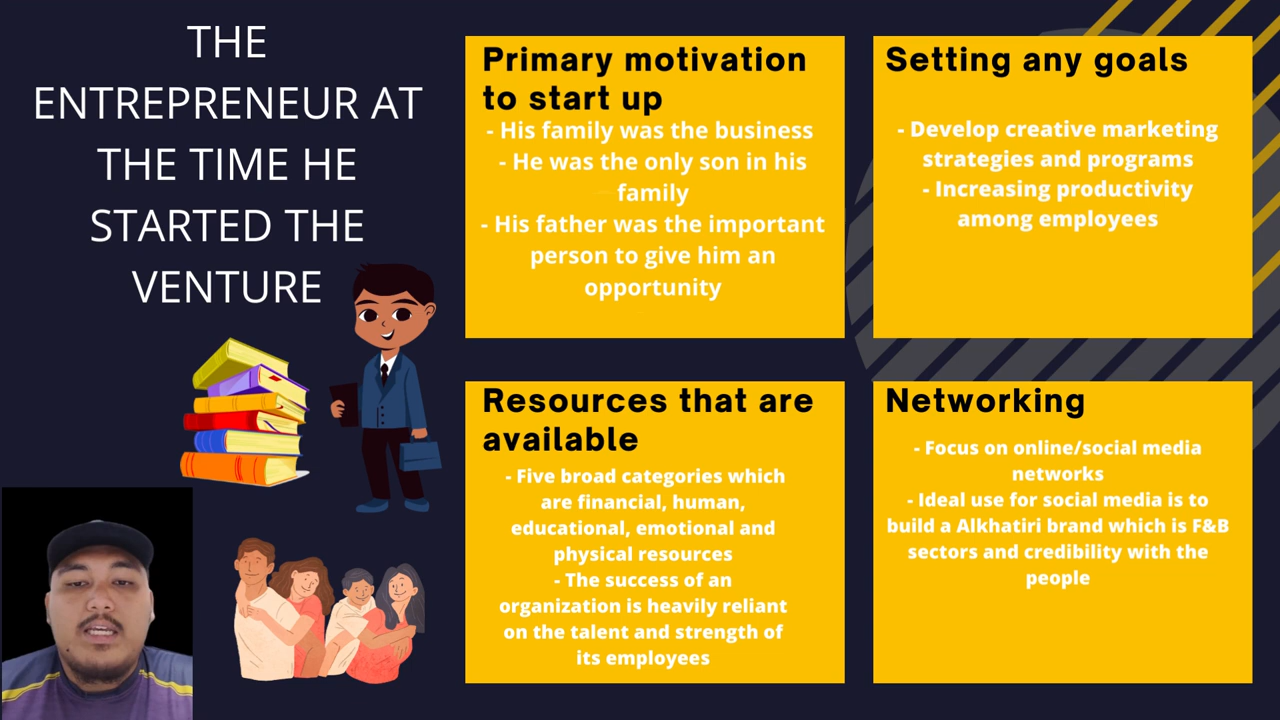 THE
ENTREPRENEUR AT
THE TIME HE
STARTED THE
VENTURE
Primary motivation
to start up
- His family was the business
- He was the only son in his
family
- His father was the important
person to give him an
opportunity
Setting any goals
- Develop creative marketing
strategies and programs
- Increasing productivity
among employees
Resources that are
available
- Five broad categories which
are financial, human,
educational, emotional and
physical resources
- The success of an
organization is heavily reliant
on the talent and strength of
its employees
Networking
- Focus on online/social media
networks
- Ideal use for social media is to
build a Alkhatiri brand which is F&B
sectors and credibility with the
people